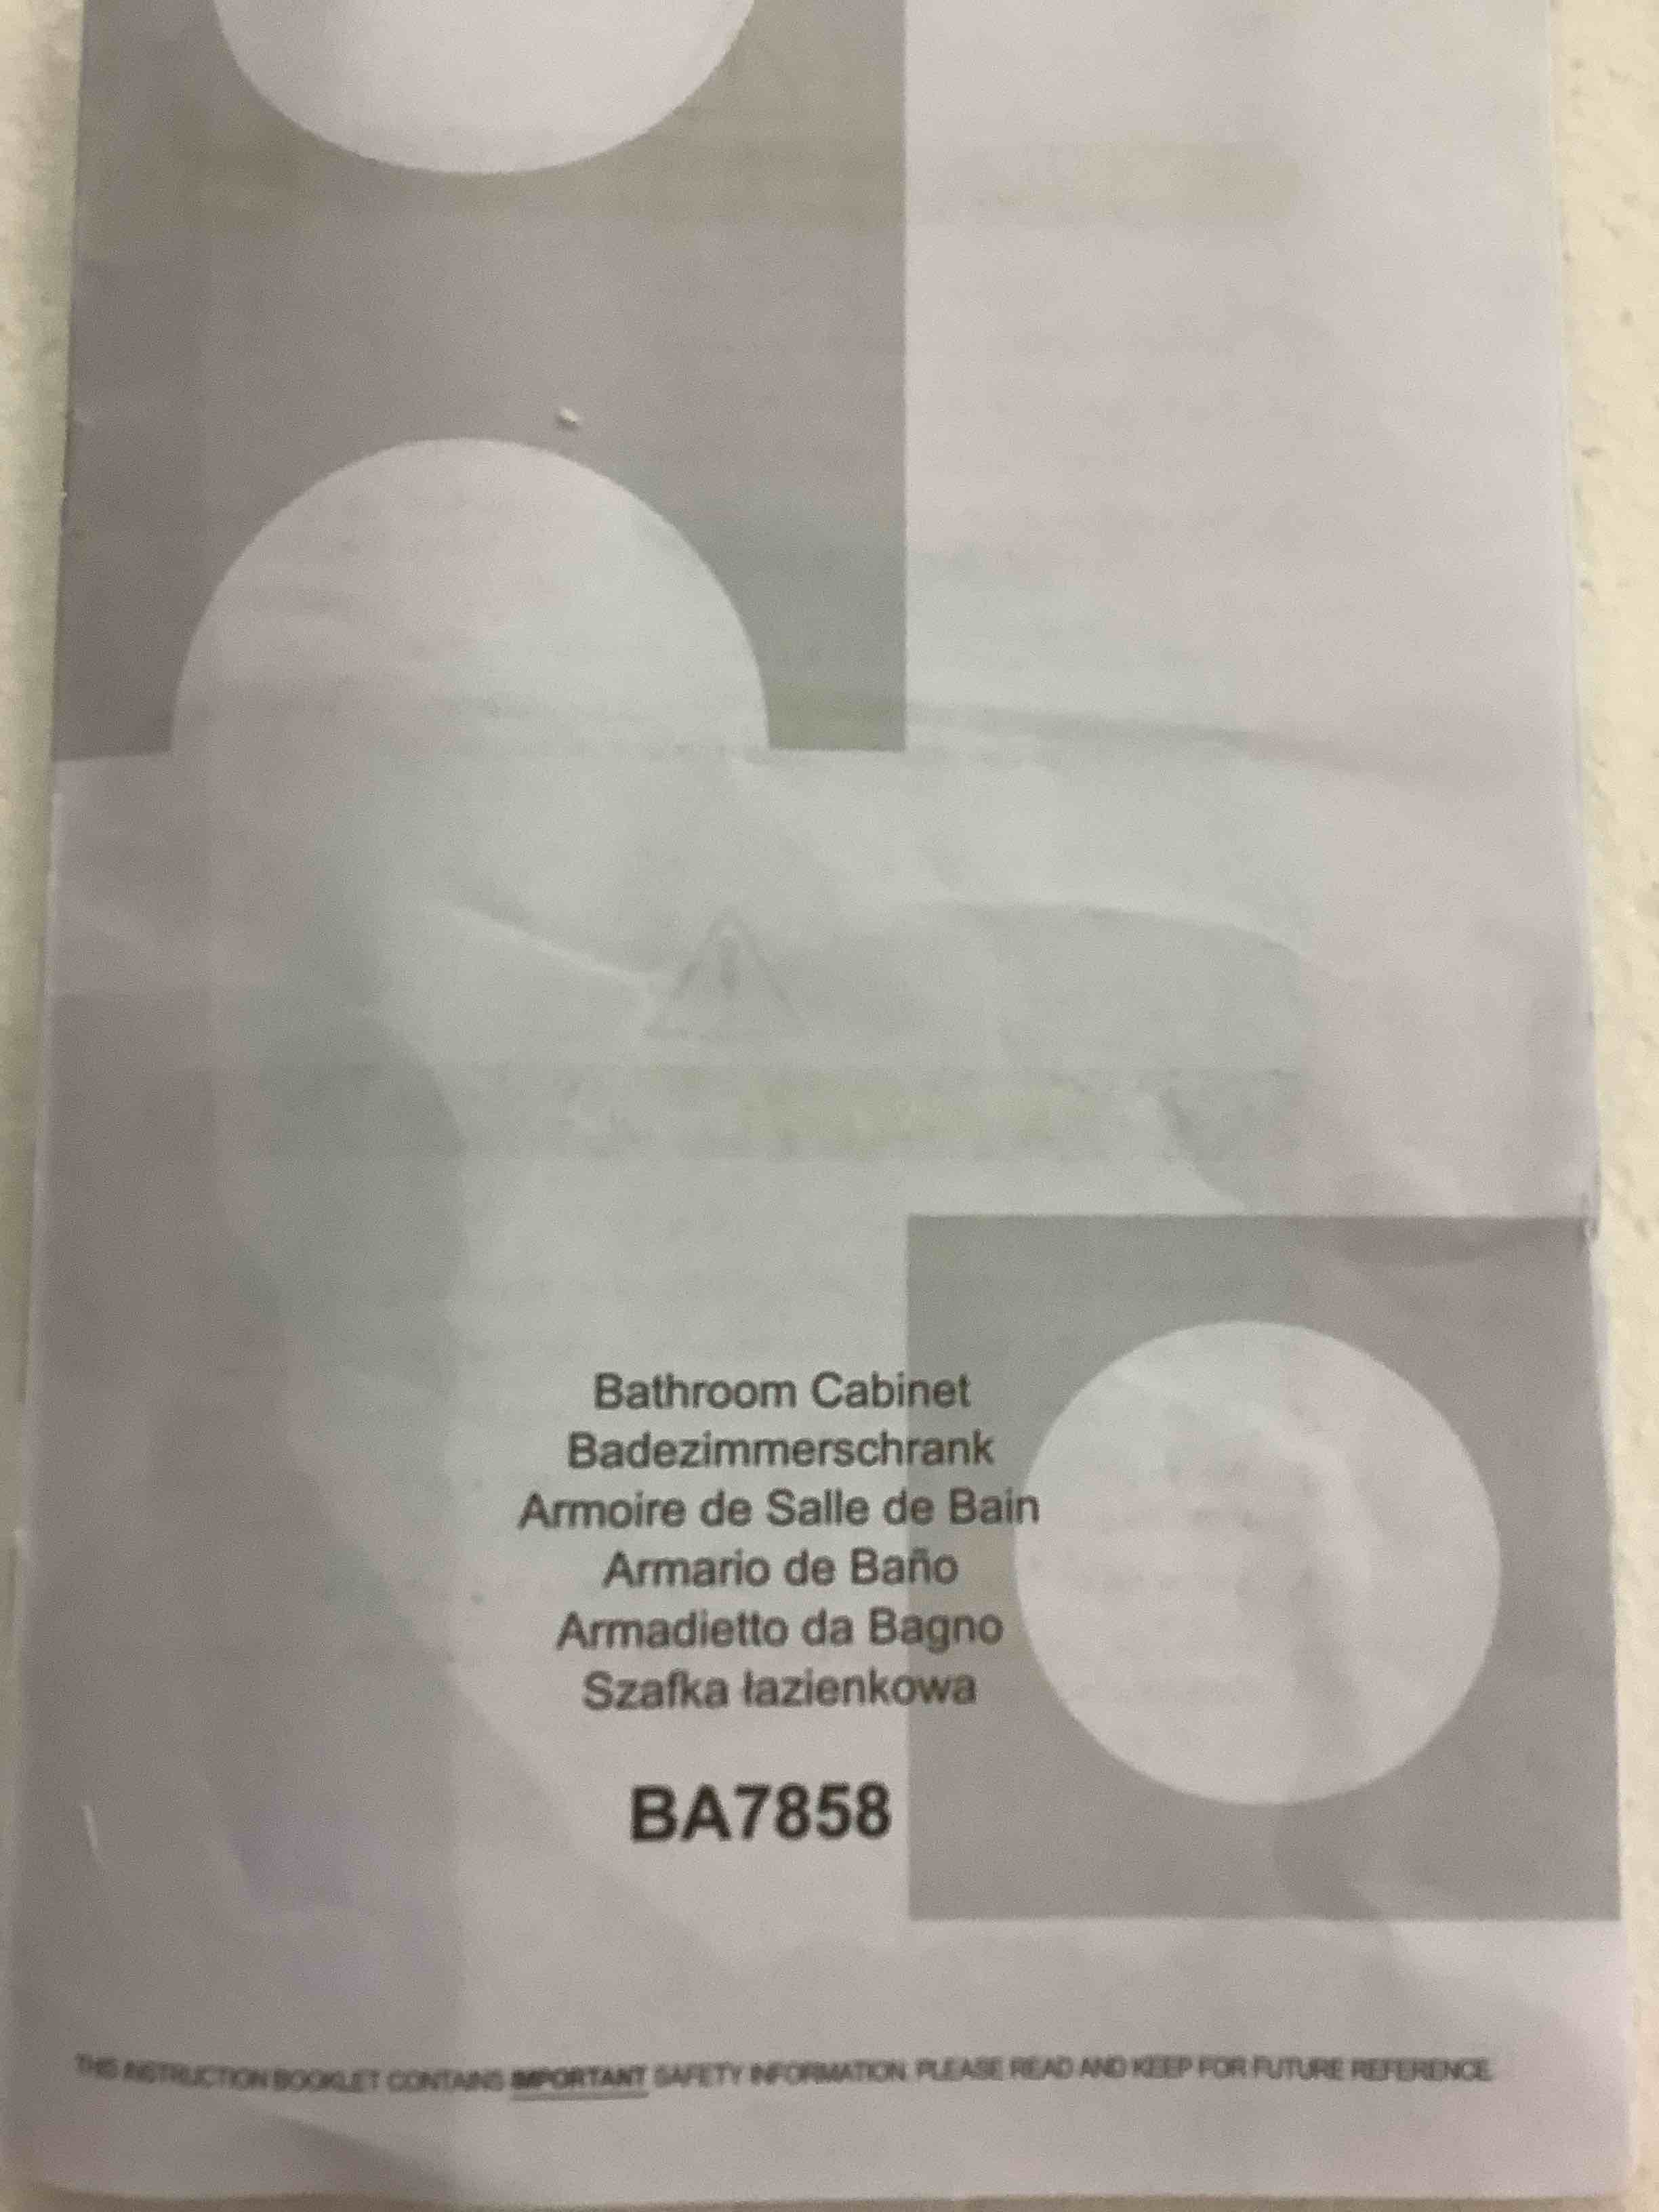 Bathroom Cabinet
Badezimmerschrank
Armoire de Salle de Bain
Armario de Baño
Armadietto da Bagno
Szafka łazienkowa
BA7858
THIS INSTRUCTION BOOKLET CONTAINS IMPORTANT SAFETY INFORMATION. PLEASE READ AND KEEP FOR FUTURE REFERENCE.